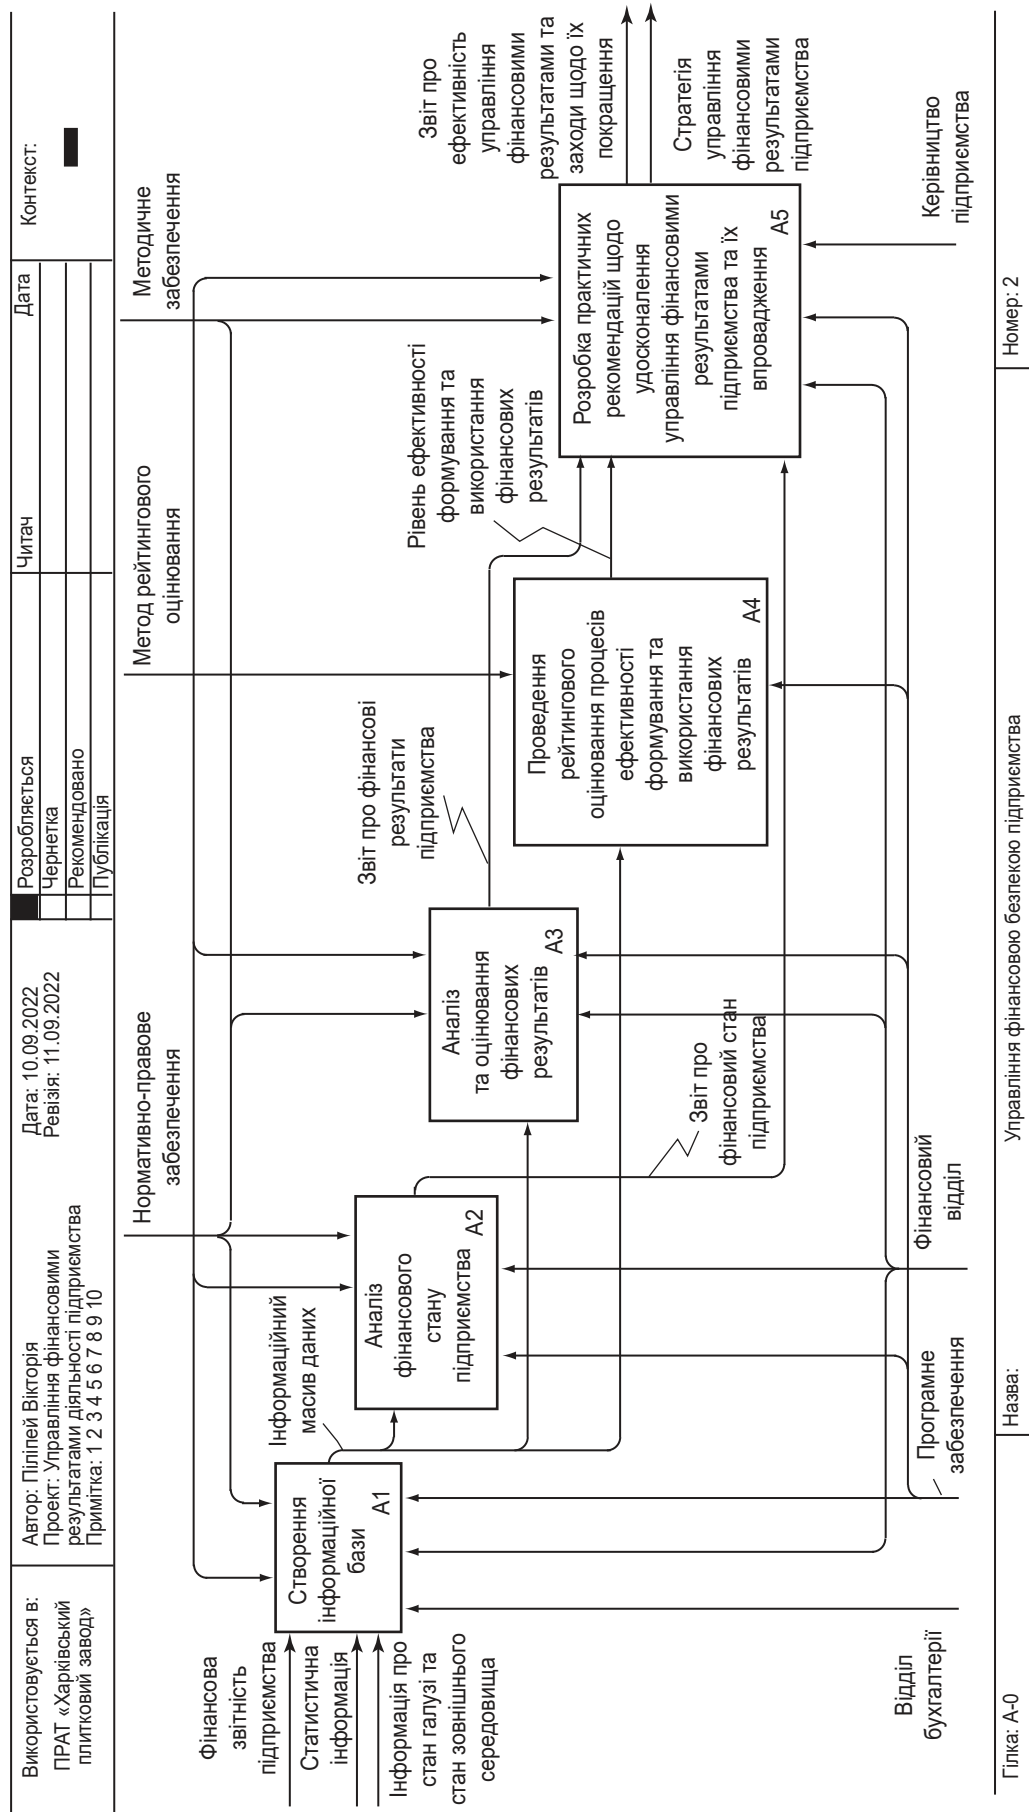 Використовується в:
ПРАТ «Харківський
плитковий завод»
Автор: Піліпей Вікторія
Проект: Управління фінансовими
результатами діяльності підприємства
Примітка: 1 2 3 4 5 6 7 8 9 10
Дата: 10.09.2022
Ревізія: 11.09.2022
Розробляється
Чернетка
Рекомендовано
Публікація
Читач
Дата
Контекст:
Нормативно-правове
забезпечення
Метод рейтингового
оцінювання
Методичне
забезпечення
Фінансова
звітність
підприємства
Статистична
інформація
Інформація про
стан галузі та
стан зовнішнього
середовища
Створення
інформаційної
бази
А1
Інформаційний
масив даних
Аналіз
фінансового
стану
підприємства
А2
Звіт про
фінансовий стан
підприємства
Аналіз
та оцінювання
фінансових
результатів
А3
Звіт про фінансові
результати
підприємства
Проведення
рейтингового
оцінювання процесів
ефективності
формування та
використання
фінансових
результатів
А4
Рівень ефективності
формування та
використання
фінансових
результатів
Розробка практичних
рекомендацій щодо
удосконалення
управління фінансовими
результатами
підприємства та їх
впровадження
А5
Звіт про
ефективність
управління
фінансовими
результатами та
заходи щодо їх
покращення
Стратегія
управління
фінансовими
результатами
підприємства
Відділ
бухгалтерії
Програмне
забезпечення
Фінансовий
відділ
Керівництво
підприємства
Гілка: А-0
Назва:
Управління фінансовою безпекою підприємства
Номер: 2